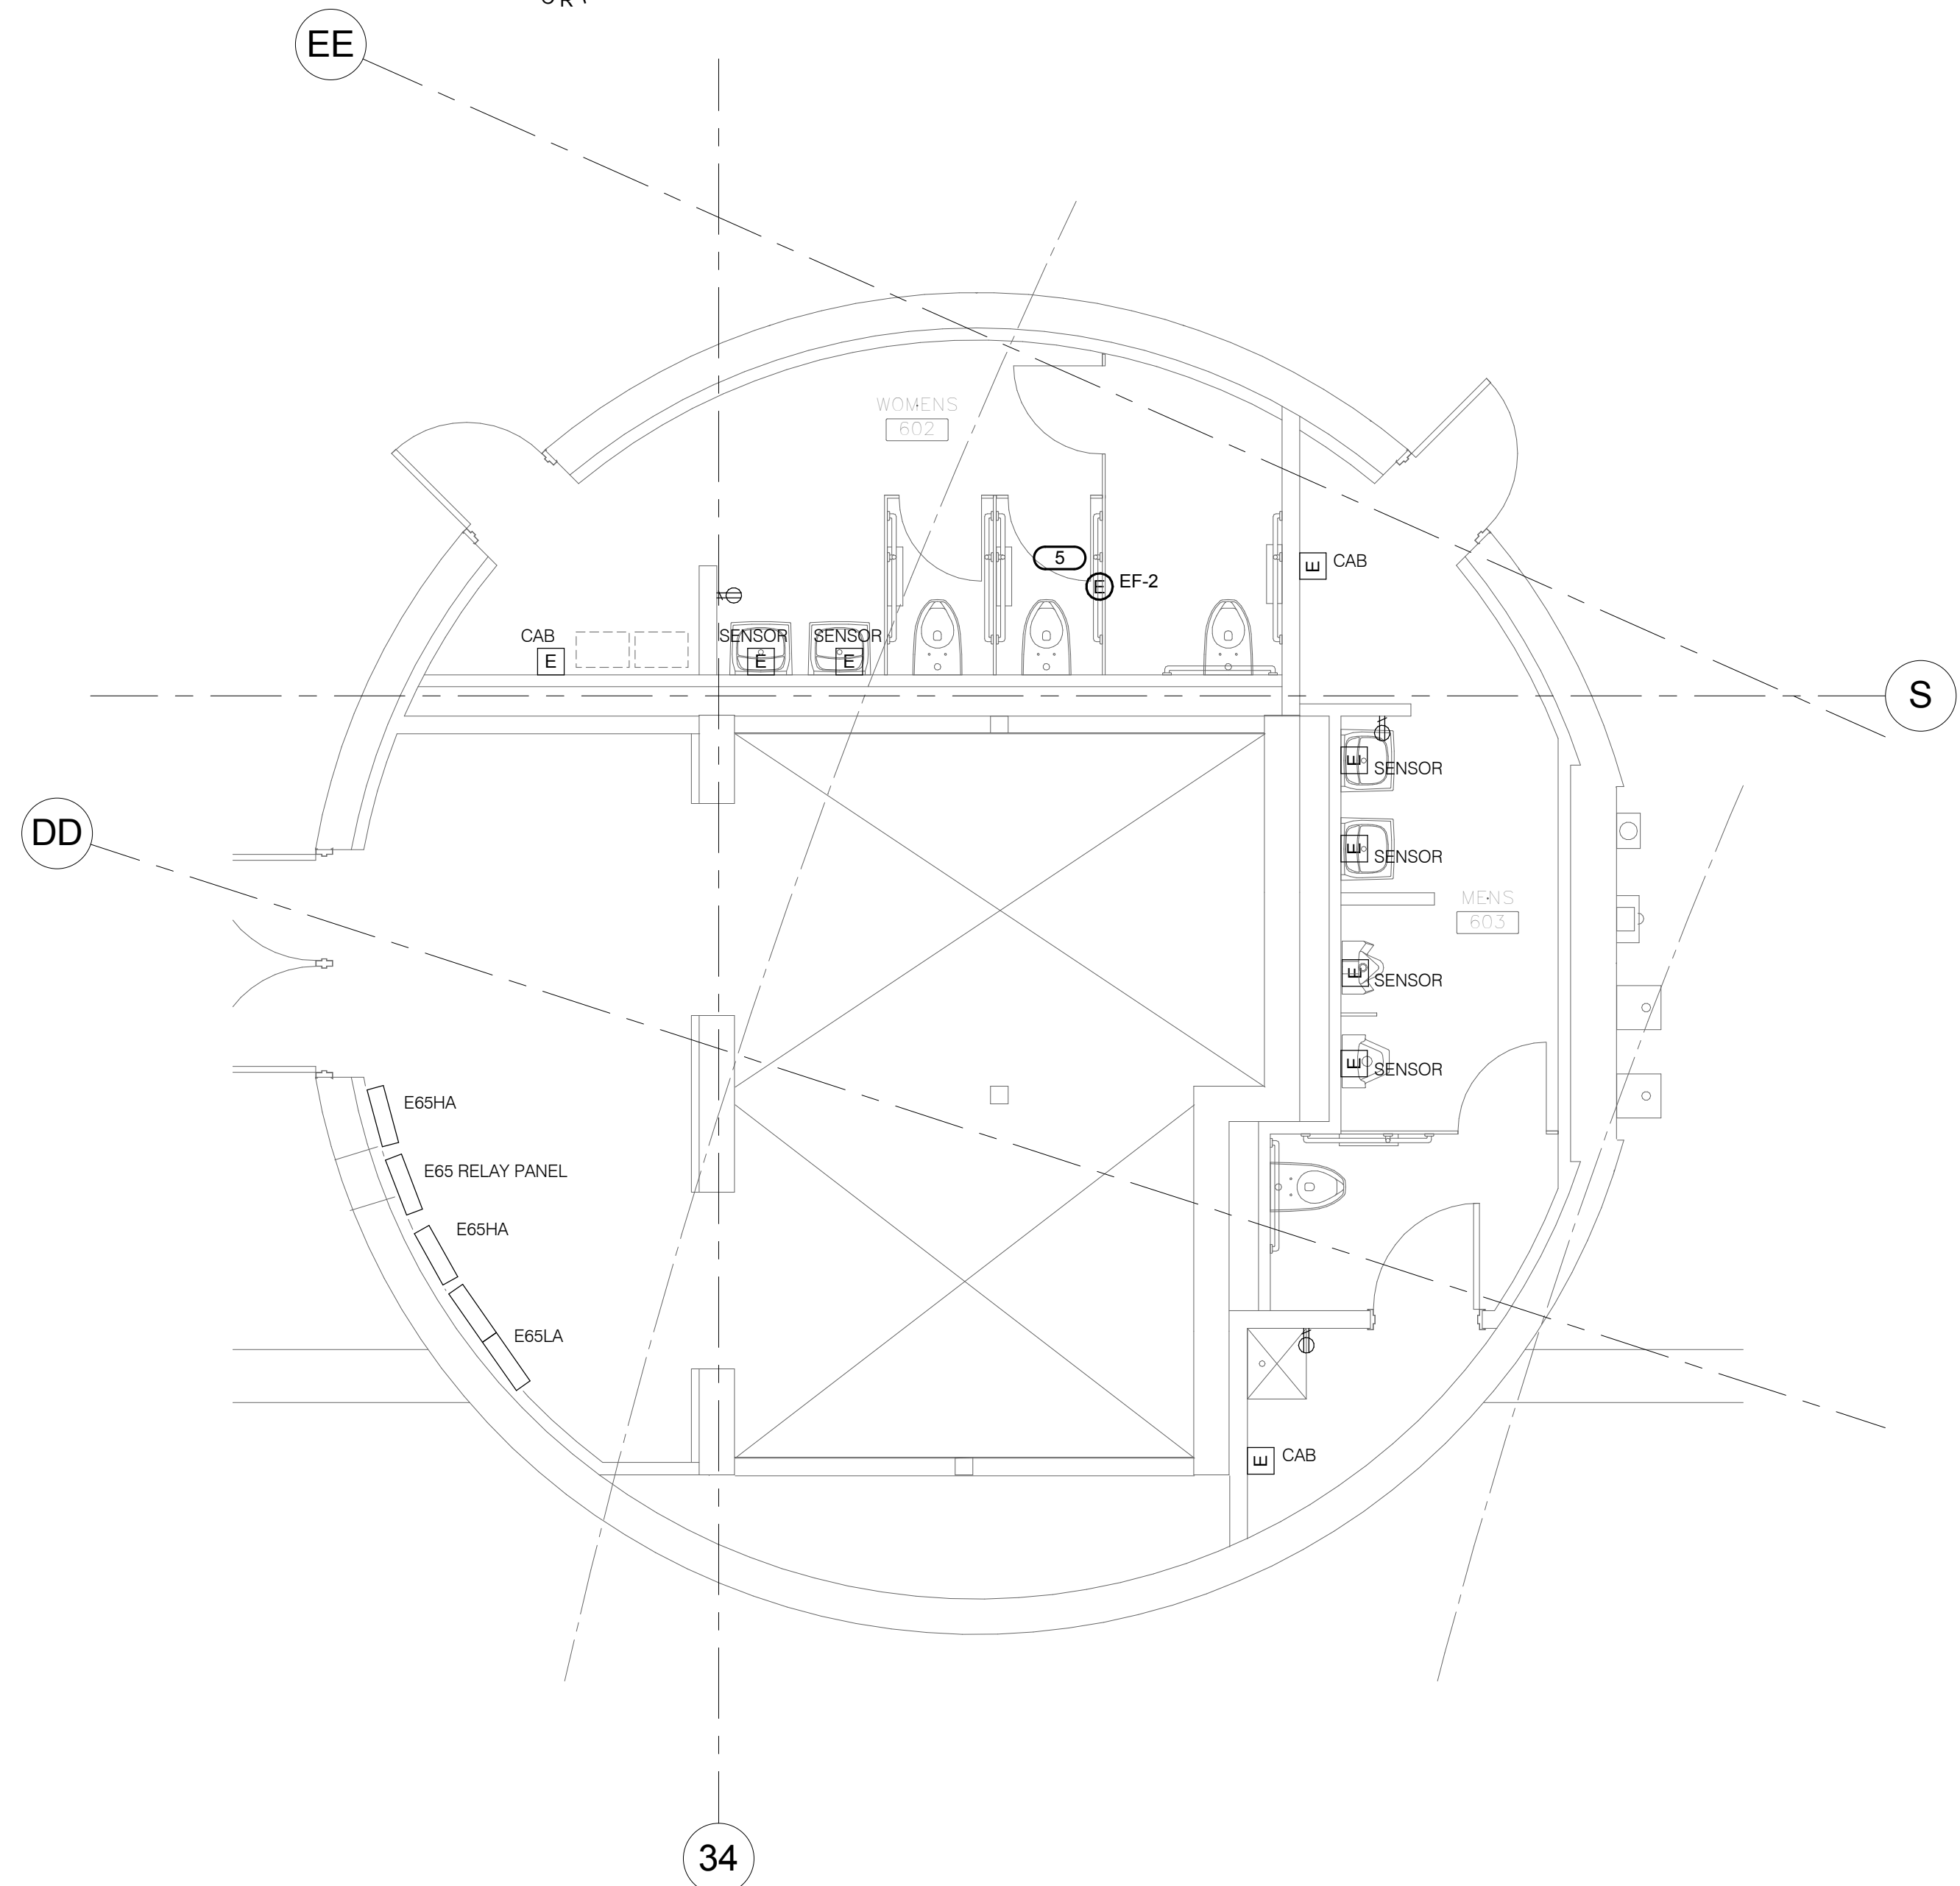 EE
WOMENS
602
5
E EF-2
E CAB
CAB
E
SENSOR
E
SENSOR
E
S
E SENSOR
DD
E SENSOR
MENS
603
E SENSOR
E SENSOR
E65HA
E65 RELAY PANEL
E65HA
E65LA
E CAB
34